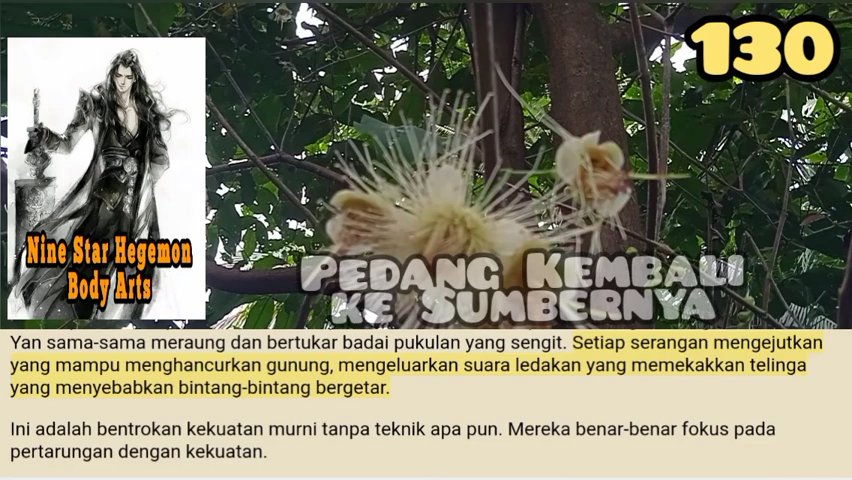 130
Nine Star Hegemon
Body Arts
PEDANG KEMBALI
KE SUMBERNYA
Yan sama-sama meraung dan bertukar badai pukulan yang sengit. Setiap serangan mengejutkan
yang mampu menghancurkan gunung, mengeluarkan suara ledakan yang memekakkan telinga
yang menyebabkan bintang-bintang bergetar.
Ini adalah bentrokan kekuatan murni tanpa teknik apa pun. Mereka benar-benar fokus pada
pertarungan dengan kekuatan.